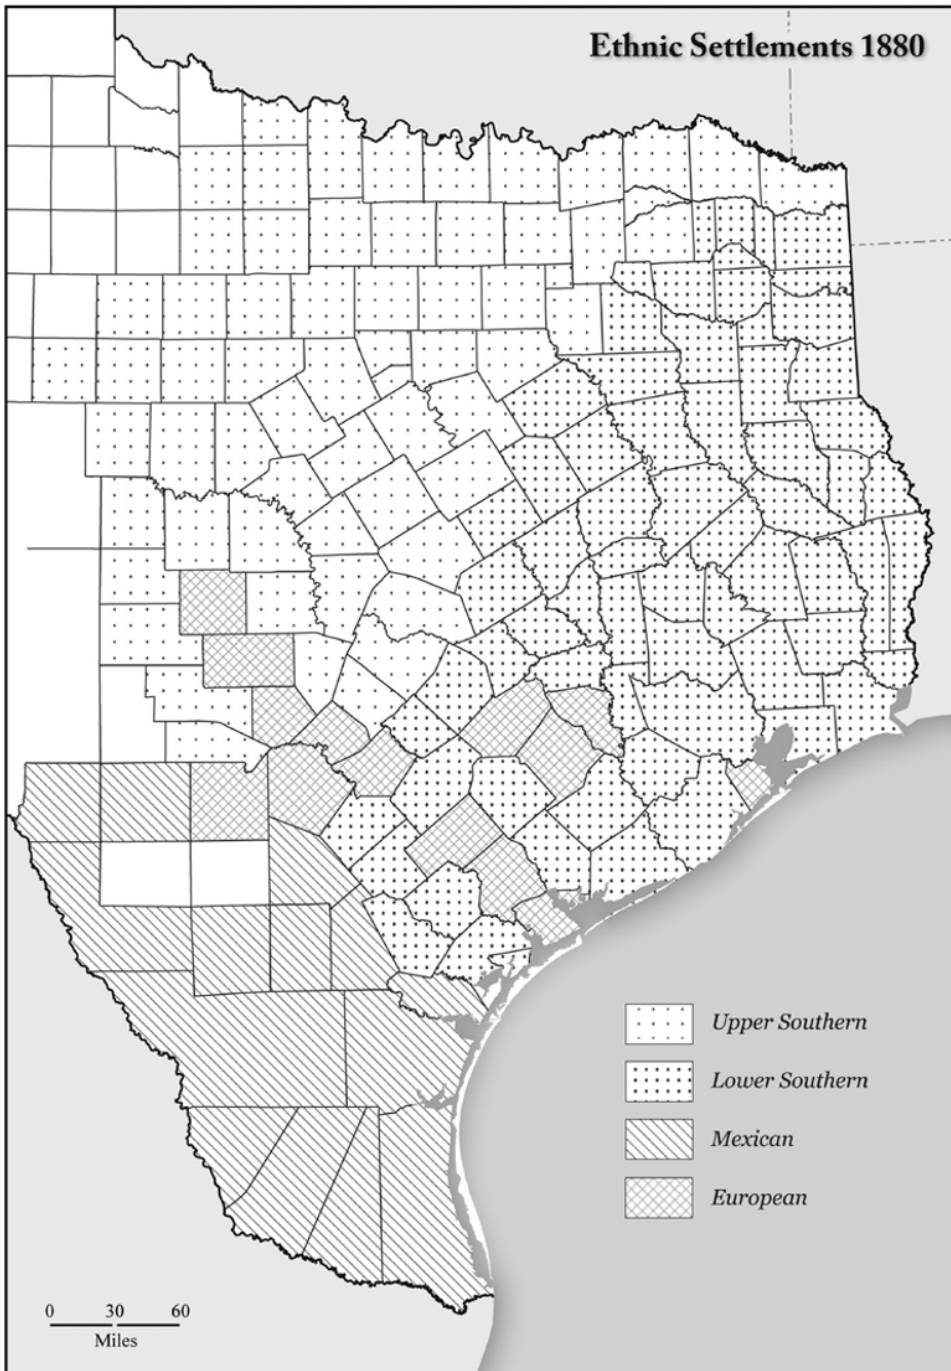 Ethnic Settlements 1880
Upper Southern
Lower Southern
Mexican
European
0 30 60
Miles